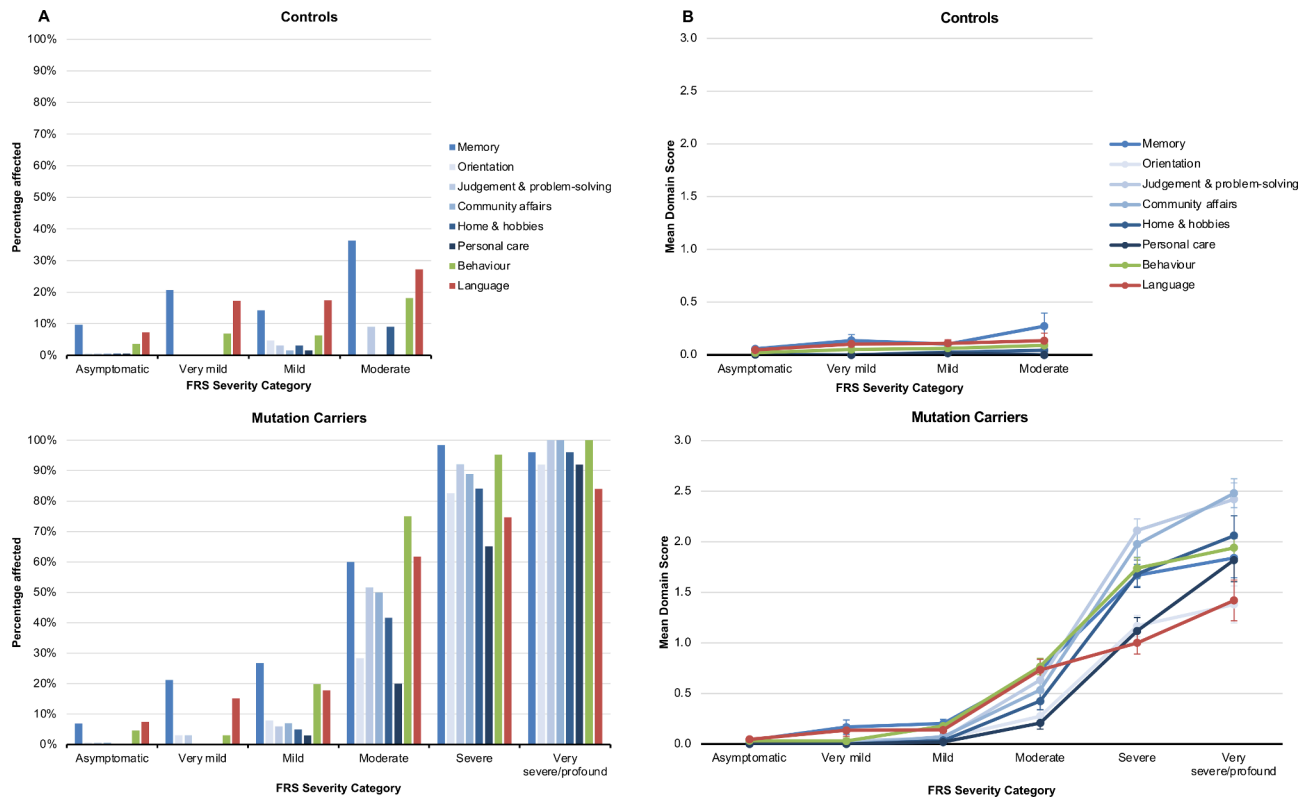 A
Controls
100%
90%
80%
70%
60%
50%
40%
30%
20%
10%
0%
Percentage affected
Asymptomatic Very mild Mild Moderate
FRS Severity Category
Memory
Orientation
Judgement & problem-solving
Community affairs
Home & hobbies
Personal care
Behaviour
Language
B
Controls
3.0
2.5
2.0
1.5
1.0
0.5
0.0
Mean Domain Score
Asymptomatic Very mild Mild Moderate
FRS Severity Category
Memory
Orientation
Judgement & problem-solving
Community affairs
Home & hobbies
Personal care
Behaviour
Language
Mutation Carriers
100%
90%
80%
70%
60%
50%
40%
30%
20%
10%
0%
Percentage affected
Asymptomatic Very mild Mild Moderate Severe Very
severe/profound
FRS Severity Category
Mutation Carriers
3.0
2.5
2.0
1.5
1.0
0.5
0.0
Mean Domain Score
Asymptomatic Very mild Mild Moderate Severe Very
severe/profound
FRS Severity Category